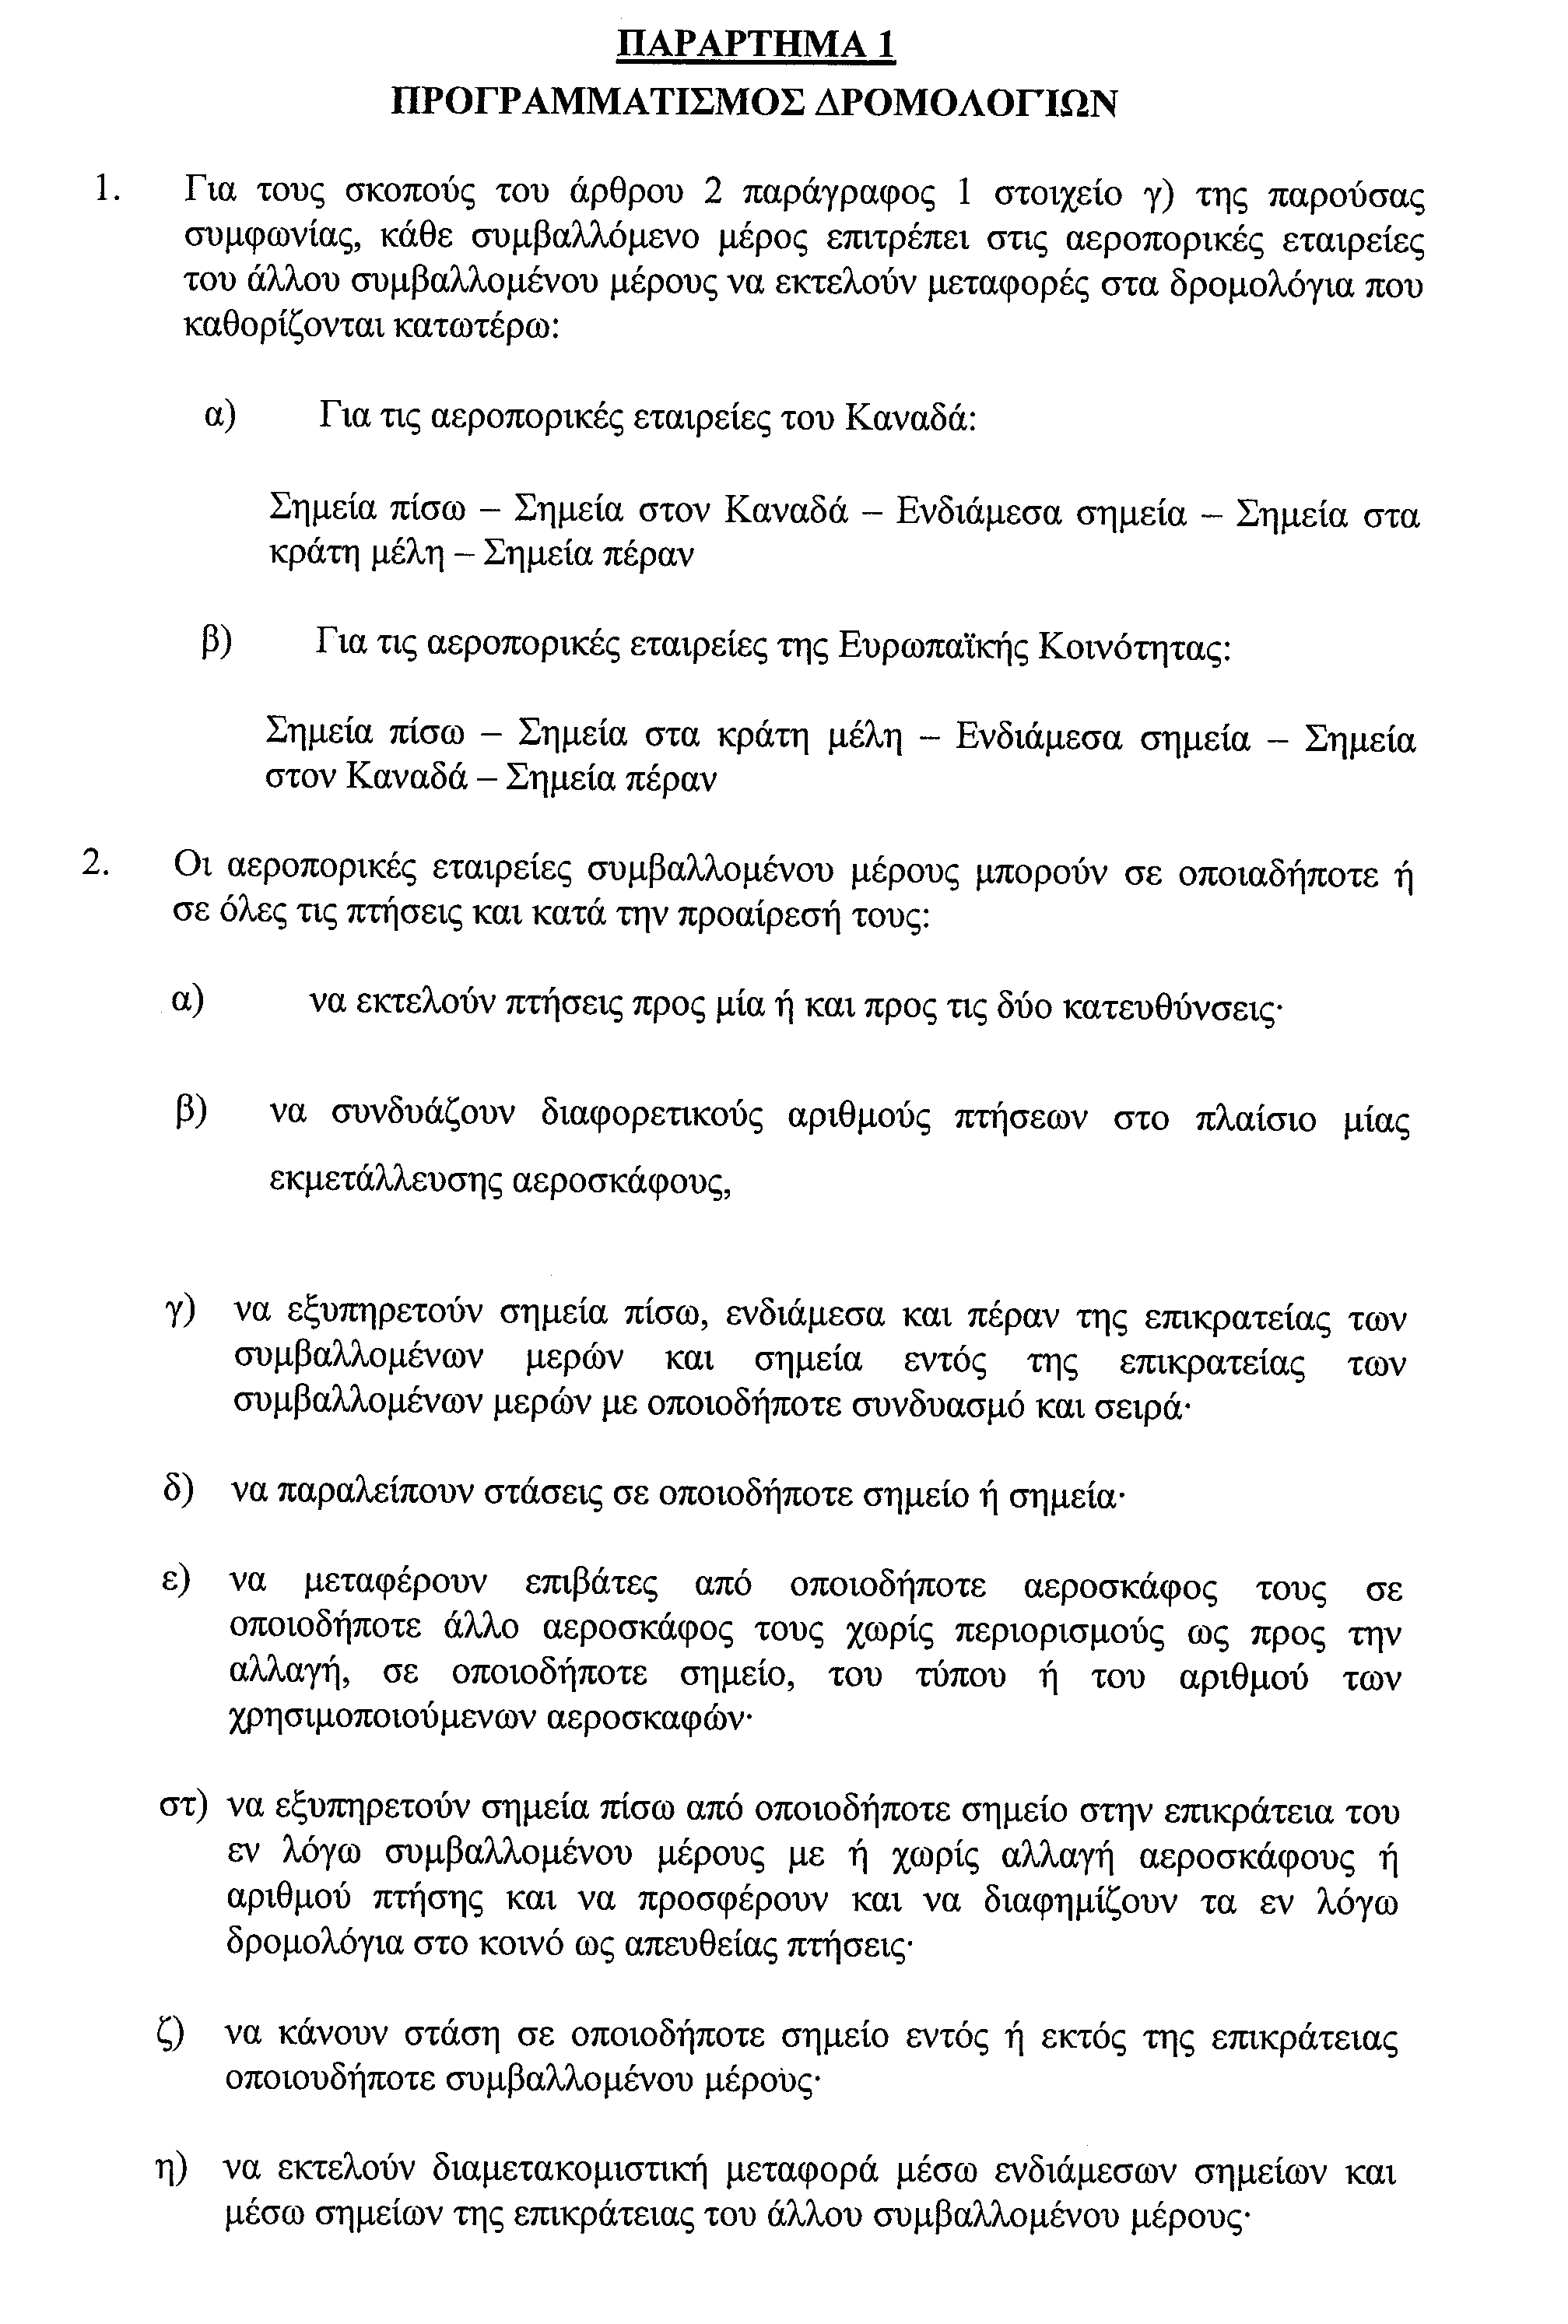 ΠΑΡΑΡΤΗΜΑ 1
ΠΡΟΓΡΑΜΜΑΤΙΣΜΟΣ ΔΡΟΜΟΛΟΓΙΩΝ
1. Για τους σκοπούς του άρθρου 2 παράγραφος 1 στοιχείο γ) της παρούσας
συμφωνίας, κάθε συμβαλλόμενο μέρος επιτρέπει στις αεροπορικές εταιρείες
του άλλου συμβαλλομένου μέρους να εκτελούν μεταφορές στα δρομολόγια που
καθορίζονται κατωτέρω:
α) Για τις αεροπορικές εταιρείες του Καναδά:
Σημεία πίσω – Σημεία στον Καναδά – Ενδιάμεσα σημεία – Σημεία στα
κράτη μέλη – Σημεία πέραν
β) Για τις αεροπορικές εταιρείες της Ευρωπαϊκής Κοινότητας:
Σημεία πίσω – Σημεία στα κράτη μέλη – Ενδιάμεσα σημεία – Σημεία
στον Καναδά – Σημεία πέραν
2. Οι αεροπορικές εταιρείες συμβαλλομένου μέρους μπορούν σε οποιαδήποτε ή
σε όλες τις πτήσεις και κατά την προαίρεσή τους:
α) να εκτελούν πτήσεις προς μία ή και προς τις δύο κατευθύνσεις·
β) να συνδυάζουν διαφορετικούς αριθμούς πτήσεων στο πλαίσιο μίας
εκμετάλλευσης αεροσκάφους,
γ) να εξυπηρετούν σημεία πίσω, ενδιάμεσα και πέραν της επικρατείας των
συμβαλλομένων μερών και σημεία εντός της επικρατείας των
συμβαλλομένων μερών με οποιοδήποτε συνδυασμό και σειρά·
δ) να παραλείπουν στάσεις σε οποιοδήποτε σημείο ή σημεία·
ε) να μεταφέρουν επιβάτες από οποιοδήποτε αεροσκάφος τους σε
οποιοδήποτε άλλο αεροσκάφος τους χωρίς περιορισμούς ως προς την
αλλαγή, σε οποιοδήποτε σημείο, του τύπου ή του αριθμού των
χρησιμοποιούμενων αεροσκαφών·
στ) να εξυπηρετούν σημεία πίσω από οποιοδήποτε σημείο στην επικράτεια του
εν λόγω συμβαλλομένου μέρους με ή χωρίς αλλαγή αεροσκάφους ή
αριθμού πτήσης και να προσφέρουν και να διαφημίζουν τα εν λόγω
δρομολόγια στο κοινό ως απευθείας πτήσεις·
ζ) να κάνουν στάση σε οποιοδήποτε σημείο εντός ή εκτός της επικράτειας
οποιουδήποτε συμβαλλομένου μέρους·
η) να εκτελούν διαμετακομιστική μεταφορά μέσω ενδιάμεσων σημείων και
μέσω σημείων της επικράτειας του άλλου συμβαλλομένου μέρους·